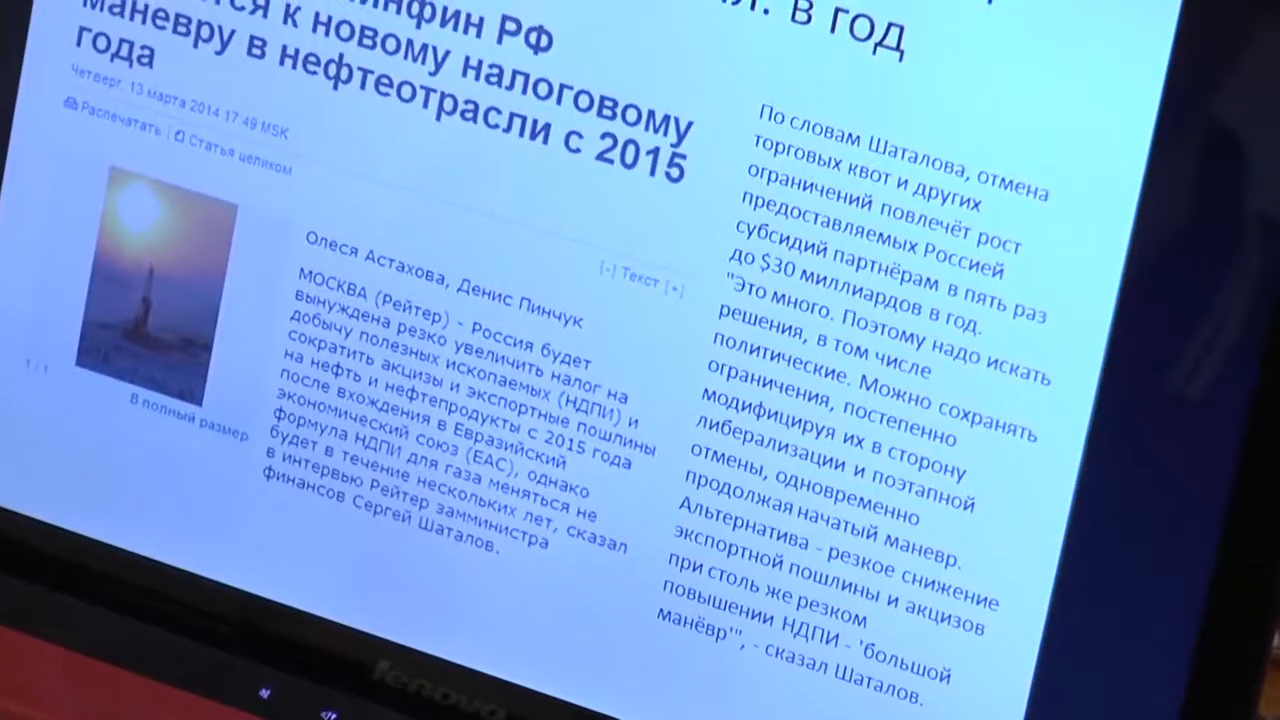 В ГОД
РФ
к новому налоговому
маневру в нефтеотрасли с 2015
года
Четверг, 13 марта 2014 17:49 MSK
Распечатать | Статья целиком
[-] Текст [+]
1 / 1
В полный размер
Олеся Астахова, Денис Пинчук
МОСКВА (Рейтер) - Россия будет
вынуждена резко увеличить налог на
добычу полезных ископаемых (НДПИ) и
сократить акцизы и экспортные пошлины
на нефть и нефтепродукты с 2015 года
после вхождения в Евразийский
экономический союз (ЕАС), однако
формула НДПИ для газа меняться не
будет в течение нескольких лет, сказал
в интервью Рейтер замминистра
финансов Сергей Шаталов.
По словам Шаталова, отмена
торговых квот и других
ограничений повлечёт рост
предоставляемых Россией
субсидий партнёрам в пять раз
до $30 миллиардов в год.
"Это много. Поэтому надо искать
решения, в том числе
политические. Можно сохранять
ограничения, постепенно
модифицируя их в сторону
либерализации и поэтапной
отмены, одновременно
продолжая начатый маневр.
Альтернатива - резкое снижение
экспортной пошлины и акцизов
при столь же резком
повышении НДПИ - 'большой
манёвр'", - сказал Шаталов.
lenovo